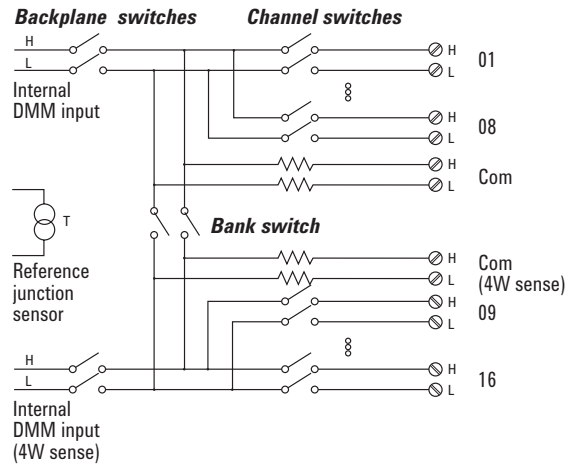 Backplane switches
Channel switches
H
L
Internal
DMM input
H
L
01
H
L
08
H
L
Com
T
Reference
junction
sensor
Bank switch
H
L
Com
(4W sense)
H
L
09
H
L
Internal
DMM input
(4W sense)
H
L
16